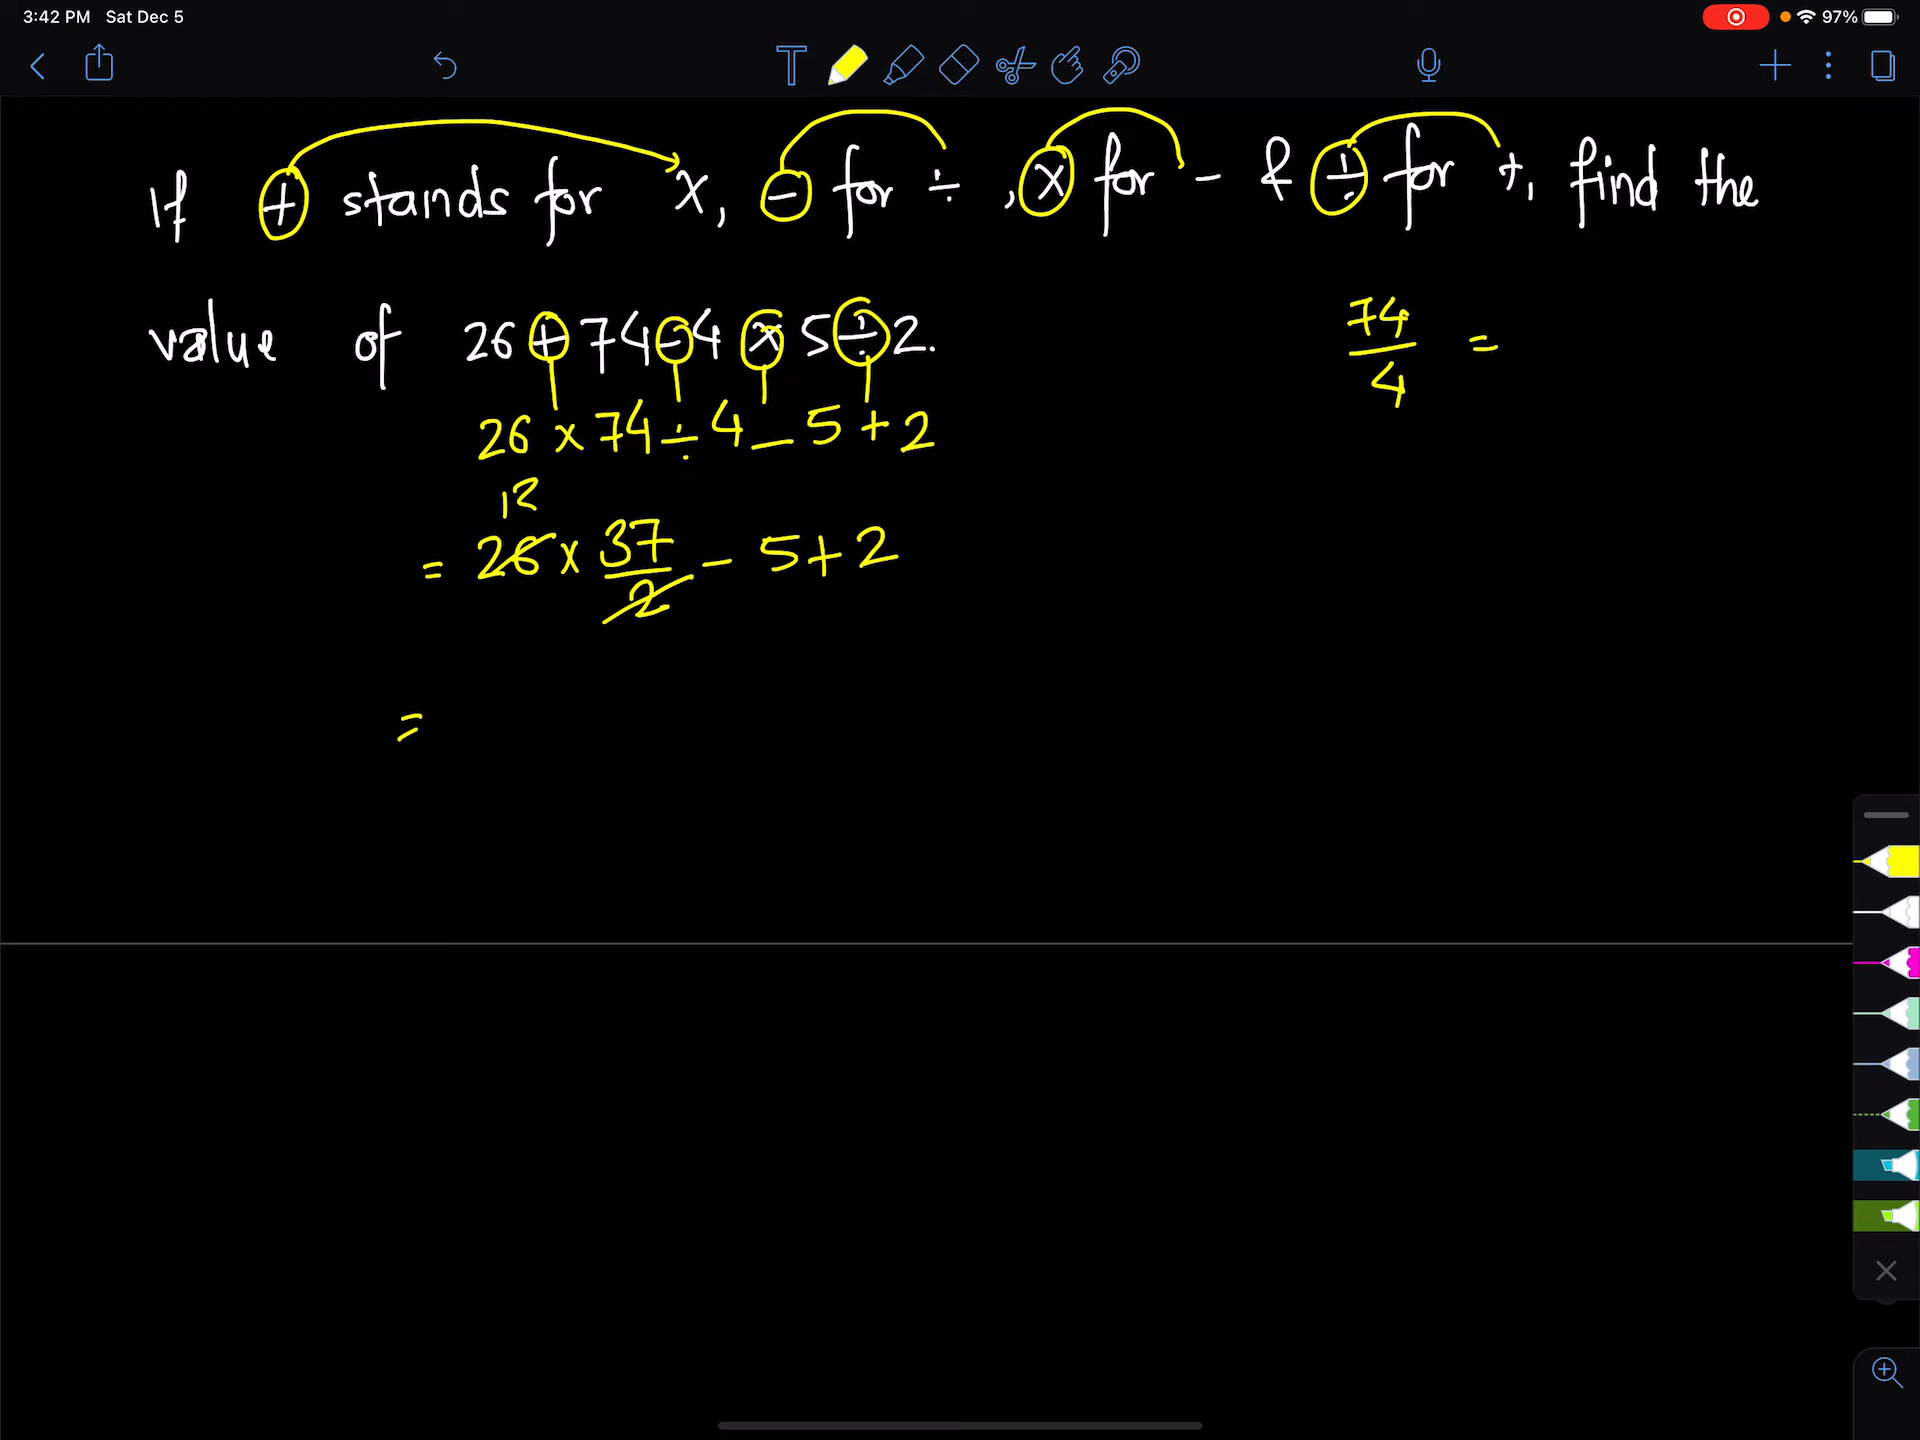 3:42 PM Sat Dec 5
97%
T
If + stands for x, - for ÷, x for - & ÷ for +, find the
value of 26 + 74 - 4 x 5 ÷ 2.
74/4 =
26 x 74 ÷ 4 - 5 + 2
12
= 26 x 37/2 - 5 + 2
=